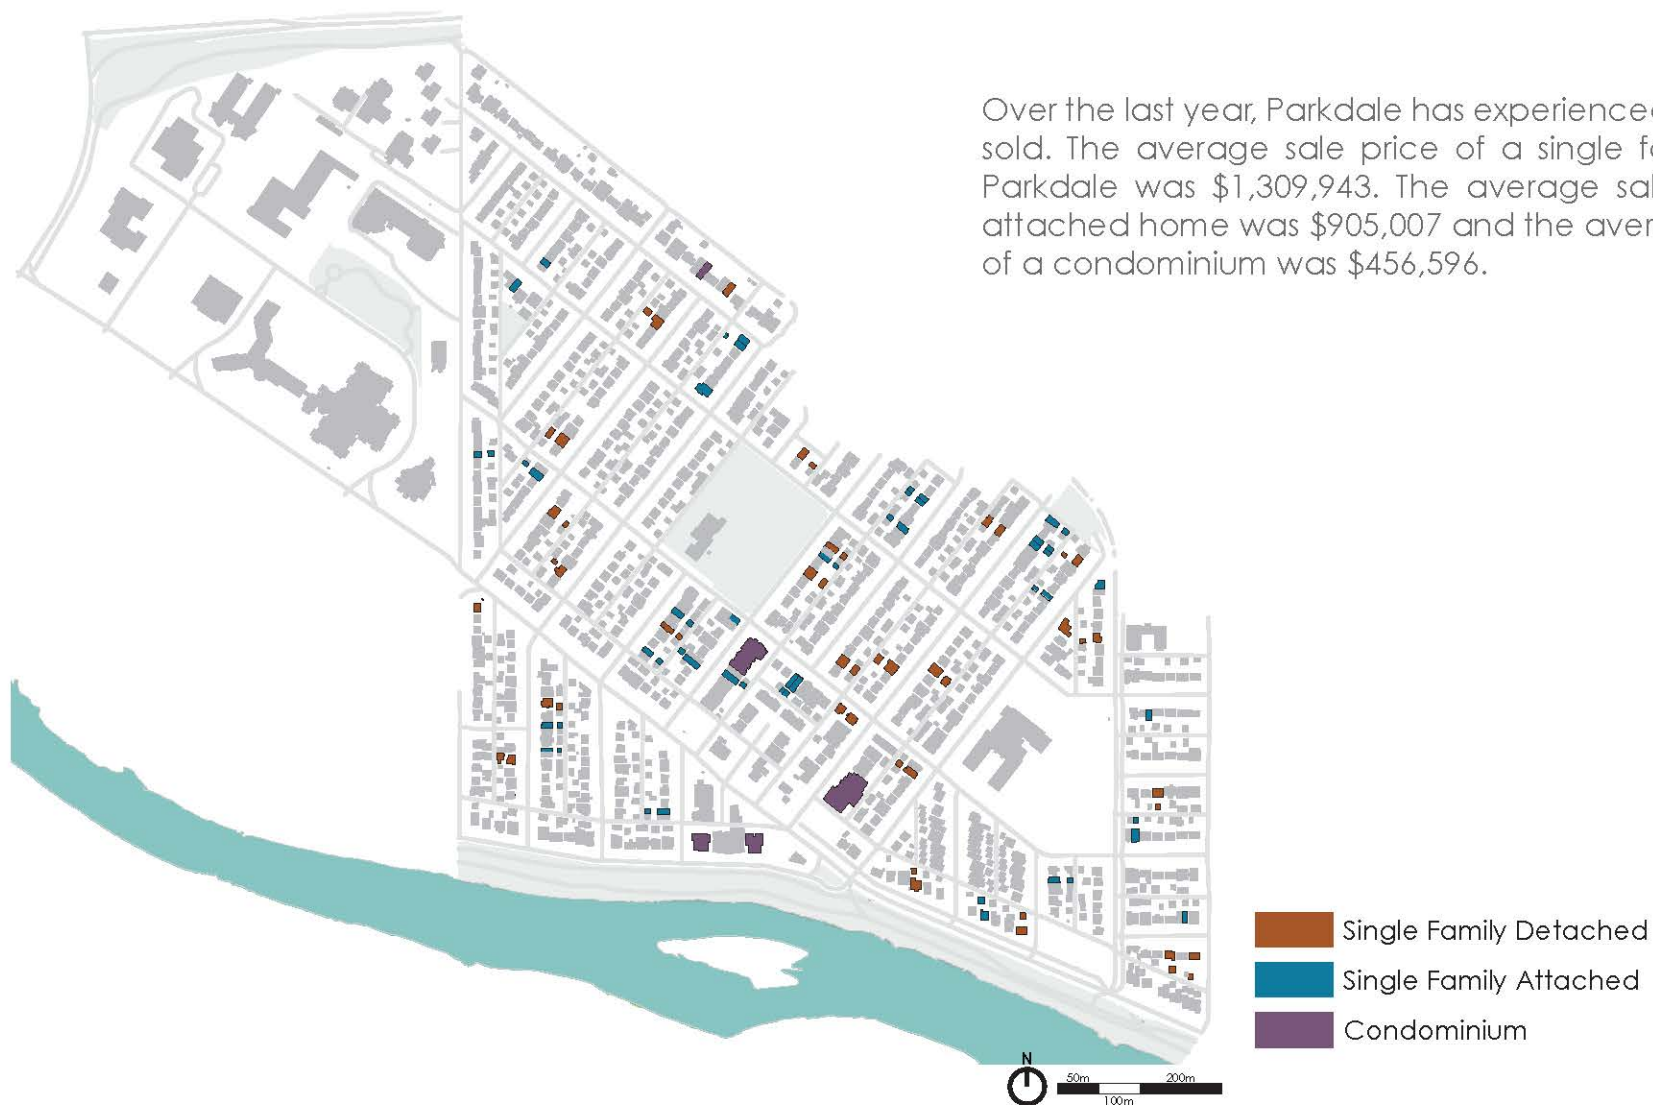 Over the last year, Parkdale has experienced
sold. The average sale price of a single
Parkdale was $1,309,943. The average
attached home was $905,007 and the
of a condominium was $456,596.
Single Family Detached
Single Family Attached
Condominium
N
50m 200m
100m